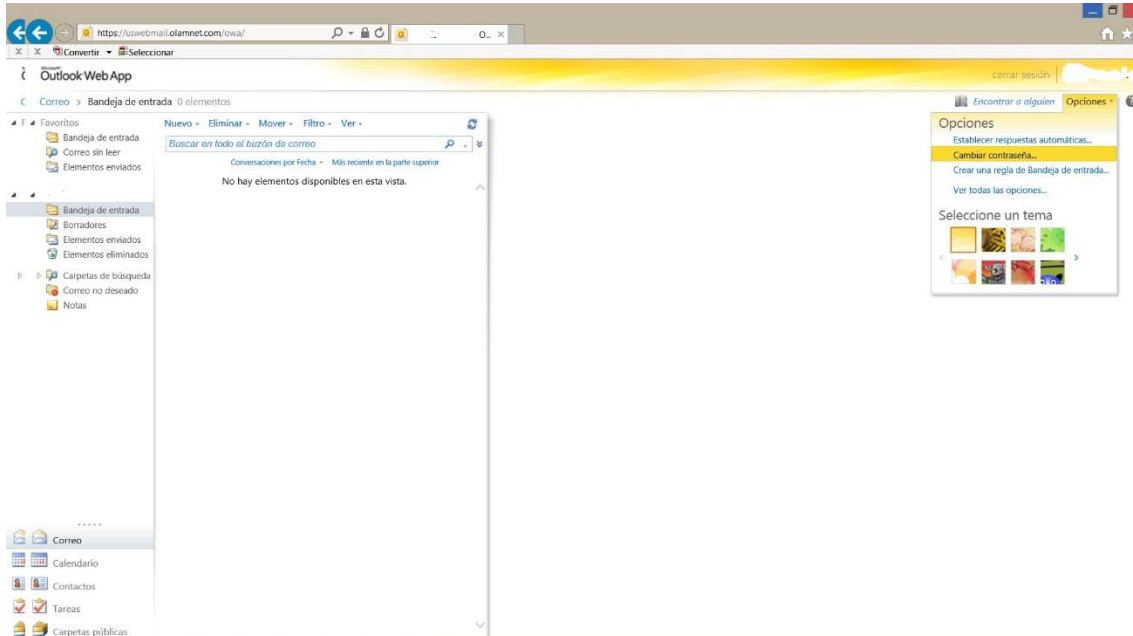 https://uswebmail.olamnet.com/owa/
O...
x Convertir Seleccionar
Microsoft
Outlook Web App
cerrar sesión
Correo > Bandeja de entrada 0 elementos
Encontrar a alguien Opciones
Favoritos
Bandeja de entrada
Correo sin leer
Elementos enviados
Bandeja de entrada
Borradores
Elementos enviados
Elementos eliminados
Carpetas de búsqueda
Correo no deseado
Notas
Nuevo Eliminar Mover Filtro Ver
Buscar en todo el buzón de correo
Conversaciones por Fecha Más reciente en la parte superior
No hay elementos disponibles en esta vista.
Opciones
Establecer respuestas automáticas...
Cambiar contraseña...
Crear una regla de Bandeja de entrada...
Ver todas las opciones...
Seleccione un tema
Correo
Calendario
Contactos
Tareas
Carpetas públicas